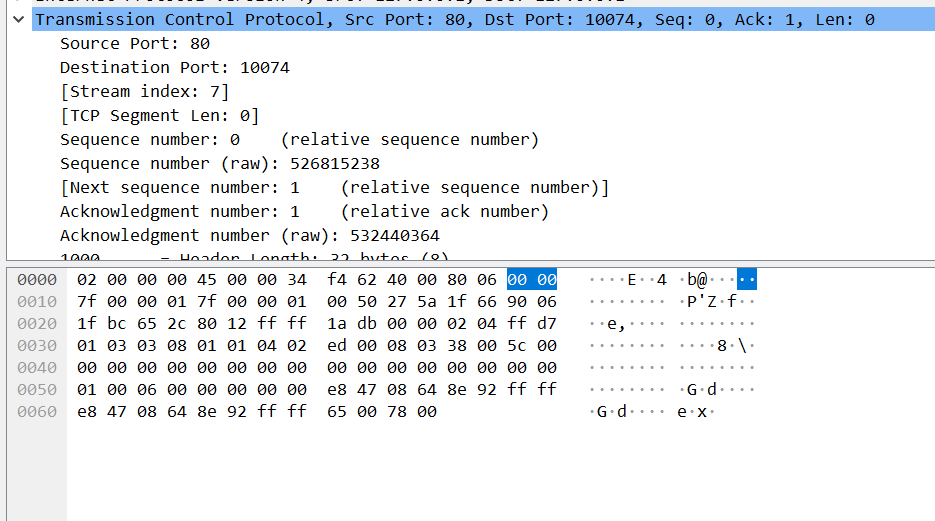 Transmission Control Protocol, Src Port: 80, Dst Port: 10074, Seq: 0, Ack: 1, Len: 0
Source Port: 80
Destination Port: 10074
[Stream index: 7]
[TCP Segment Len: 0]
Sequence number: 0    (relative sequence number)
Sequence number (raw): 526815238
[Next sequence number: 1    (relative sequence number)]
Acknowledgment number: 1    (relative ack number)
Acknowledgment number (raw): 532440364
1000 .... = Header Length: 32 bytes (8)
0000  02 00 00 00 45 00 00 34  f4 62 40 00 80 06 00 00  ····E··4 ·b@·····
0010  7f 00 00 01 7f 00 00 01  00 50 27 5a 1f 66 90 06  ········ ·P'Z·f··
0020  1f bc 65 2c 80 12 ff ff  1a db 00 00 02 04 ff d7  ··e,···· ········
0030  01 03 03 08 01 01 04 02  ed 00 08 03 38 00 5c 00  ········ ····8·\·
0040  00 00 00 00 00 00 00 00  00 00 00 00 00 00 00 00  ········ ········
0050  01 00 06 00 00 00 00 00  e8 47 08 64 8e 92 ff ff  ········ ·G·d····
0060  e8 47 08 64 8e 92 ff ff  65 00 78 00  ·G·d···· e·x·